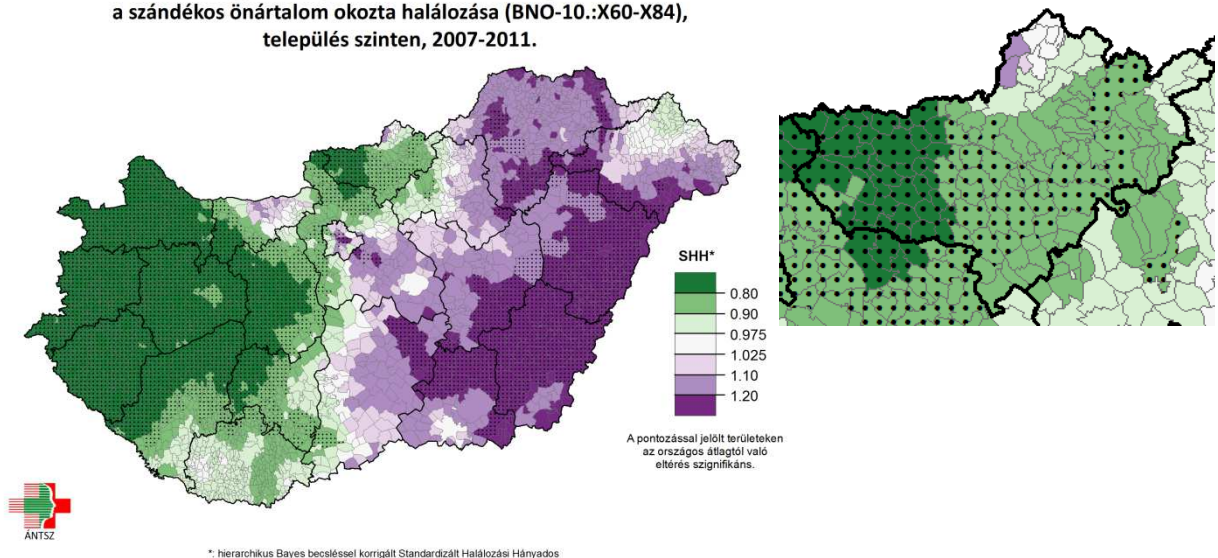 a szándékos önártalom okozta halálozása (BNO-10.:X60-X84),
település szinten, 2007-2011.
SHH*
0.80
0.90
0.975
1.025
1.10
1.20
A pontozással jelölt területeken
az országos átlagtól való
eltérés szignifikáns.
ÁNTSZ
*: hierarchikus Bayes becsléssel korrigált Standardizált Halálozási Hányados